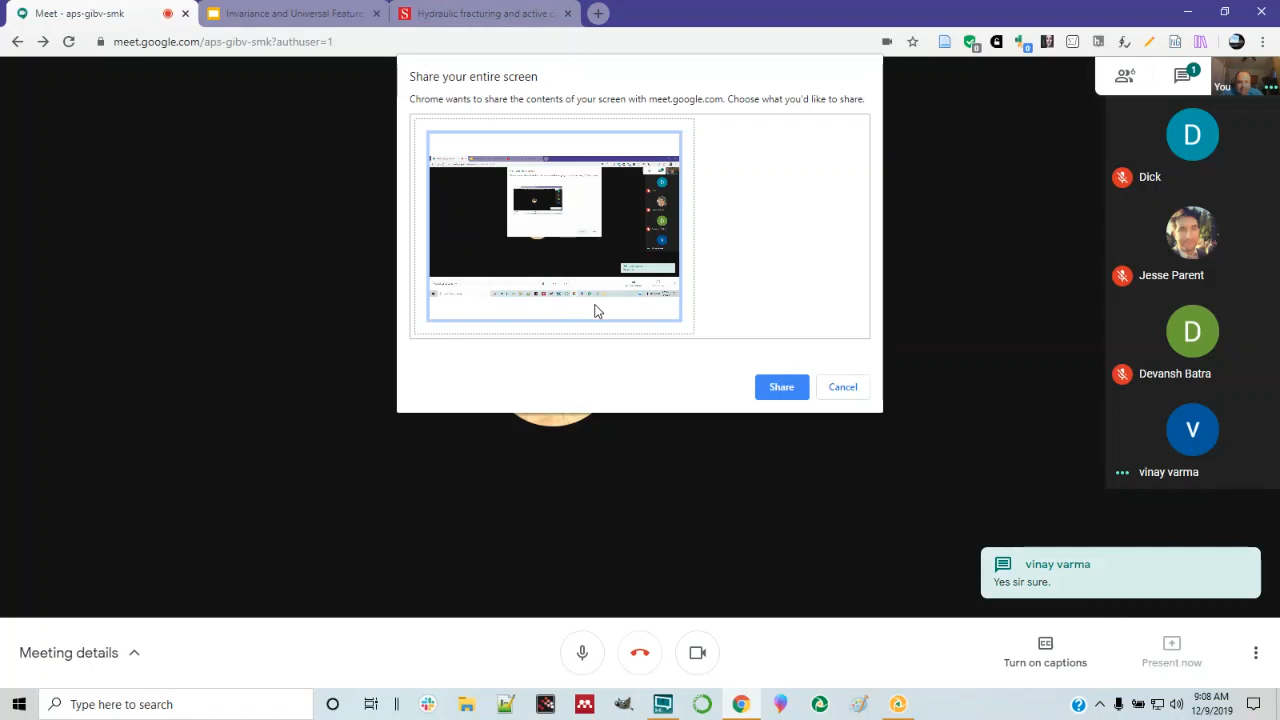 Meet - aps-gibv-smk
Invariance and Universal Feature
Hydraulic fracturing and active c
meet.google.com/aps-gibv-smk?authuser=1
Share your entire screen
Chrome wants to share the contents of your screen with meet.google.com. Choose what you'd like to share.
Share
Cancel
6
1
You
D
Dick
Jesse Parent
D
Devansh Batra
V
vinay varma
vinay varma
Yes sir sure.
Meeting details
Turn on captions
Present now
Type here to search
9:08 AM
12/9/2019